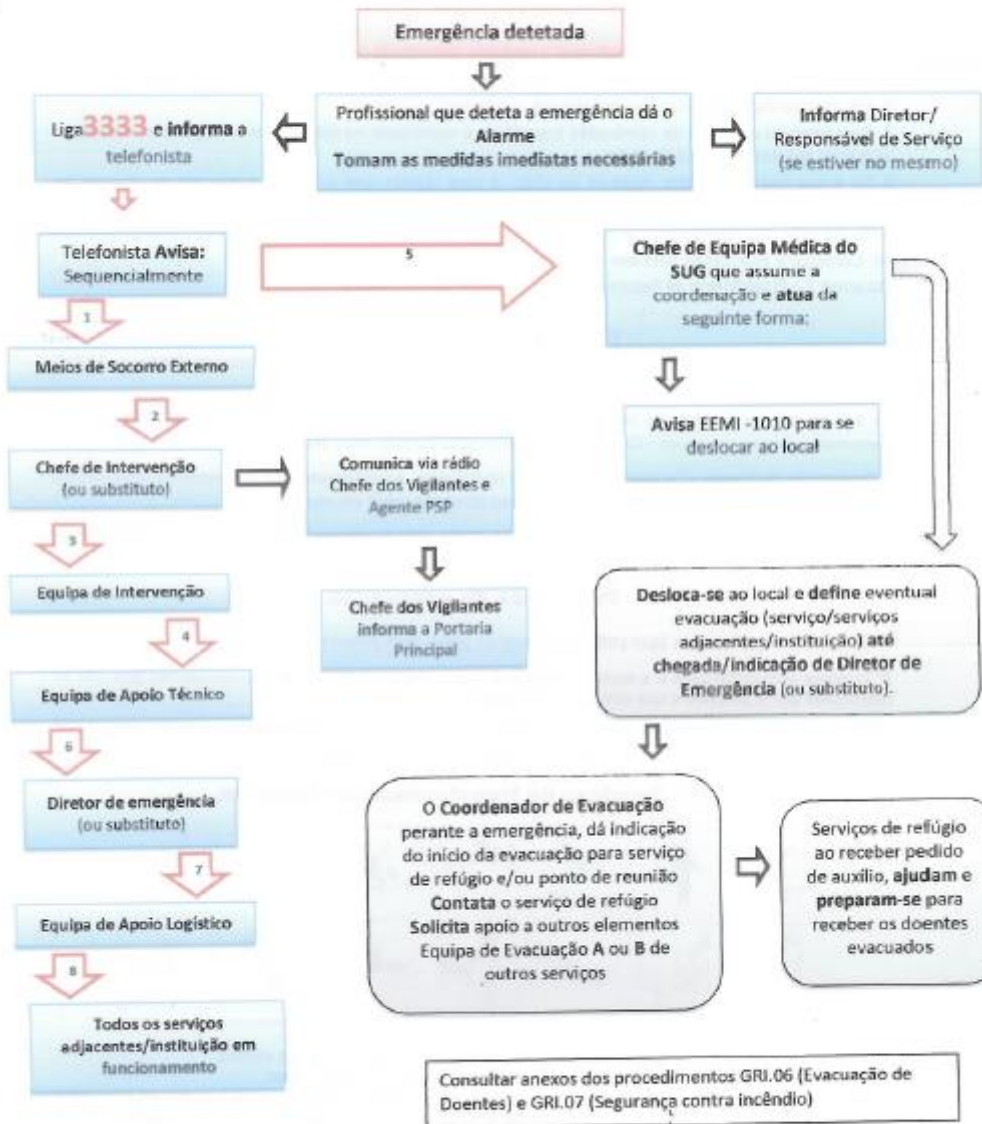 Emergência detetada
Profissional que deteta a emergência dá o
Alarme
Tomam as medidas imediatas necessárias
Liga 3333 e informa a
telefonista
Informa Diretor/
Responsável de Serviço
(se estiver no mesmo)
Telefonista Avisa:
Sequencialmente
5
Chefe de Equipa Médica do
SUG que assume a
coordenação e atua da
seguinte forma:
1
Meios de Socorro Externo
2
Chefe de Intervenção
(ou substituto)
Comunica via rádio
Chefe dos Vigilantes e
Agente PSP
Avisa EEMI -1010 para se
deslocar ao local
3
Equipa de Intervenção
Chefe dos Vigilantes
informa a Portaria
Principal
Desloca-se ao local e define eventual
evacuação (serviço/serviços
adjacentes/instituição) até
chegada/indicação de Diretor de
Emergência (ou substituto).
4
Equipa de Apoio Técnico
6
Diretor de emergência
(ou substituto)
7
Equipa de Apoio Logístico
8
Todos os serviços
adjacentes/instituição em
funcionamento
O Coordenador de Evacuação
perante a emergência, dá indicação
do início da evacuação para serviço
de refúgio e/ou ponto de reunião
Contata o serviço de refúgio
Solicita apoio a outros elementos
Equipa de Evacuação A ou B de
outros serviços
Serviços de refúgio
ao receber pedido
de auxílio, ajudam e
preparam-se para
receber os doentes
evacuados
Consultar anexos dos procedimentos GRI.06 (Evacuação de
Doentes) e GRI.07 (Segurança contra incêndio)